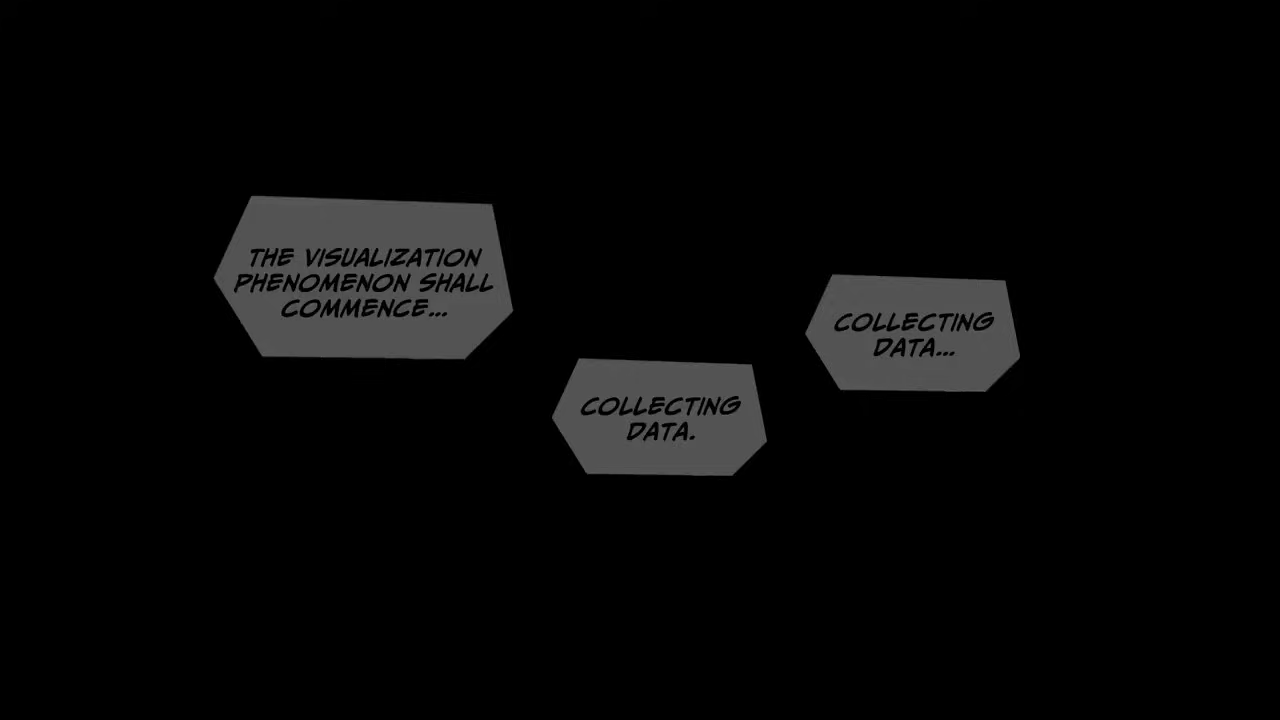 THE VISUALIZATION
PHENOMENON SHALL
COMMENCE...
COLLECTING
DATA.
COLLECTING
DATA...